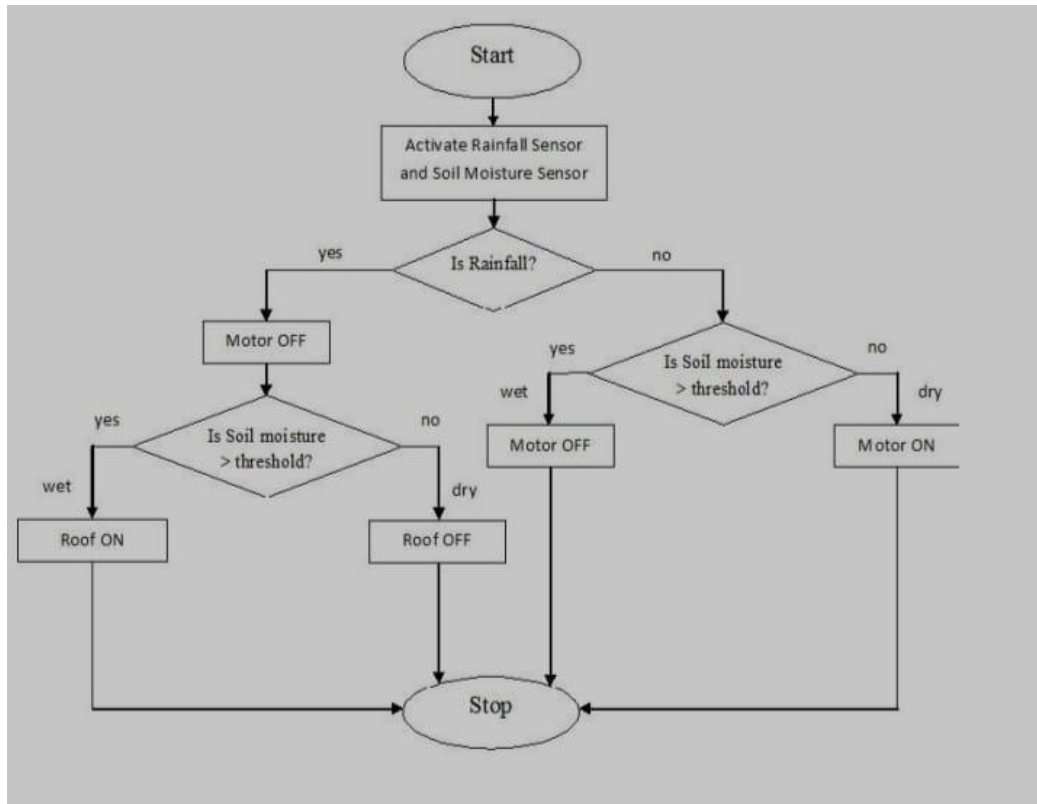 Start
Activate Rainfall Sensor
and Soil Moisture Sensor
Is Rainfall?
yes
no
Motor OFF
Is Soil moisture
> threshold?
yes
no
wet
dry
Roof ON
Roof OFF
Is Soil moisture
> threshold?
yes
no
wet
dry
Motor OFF
Motor ON
Stop